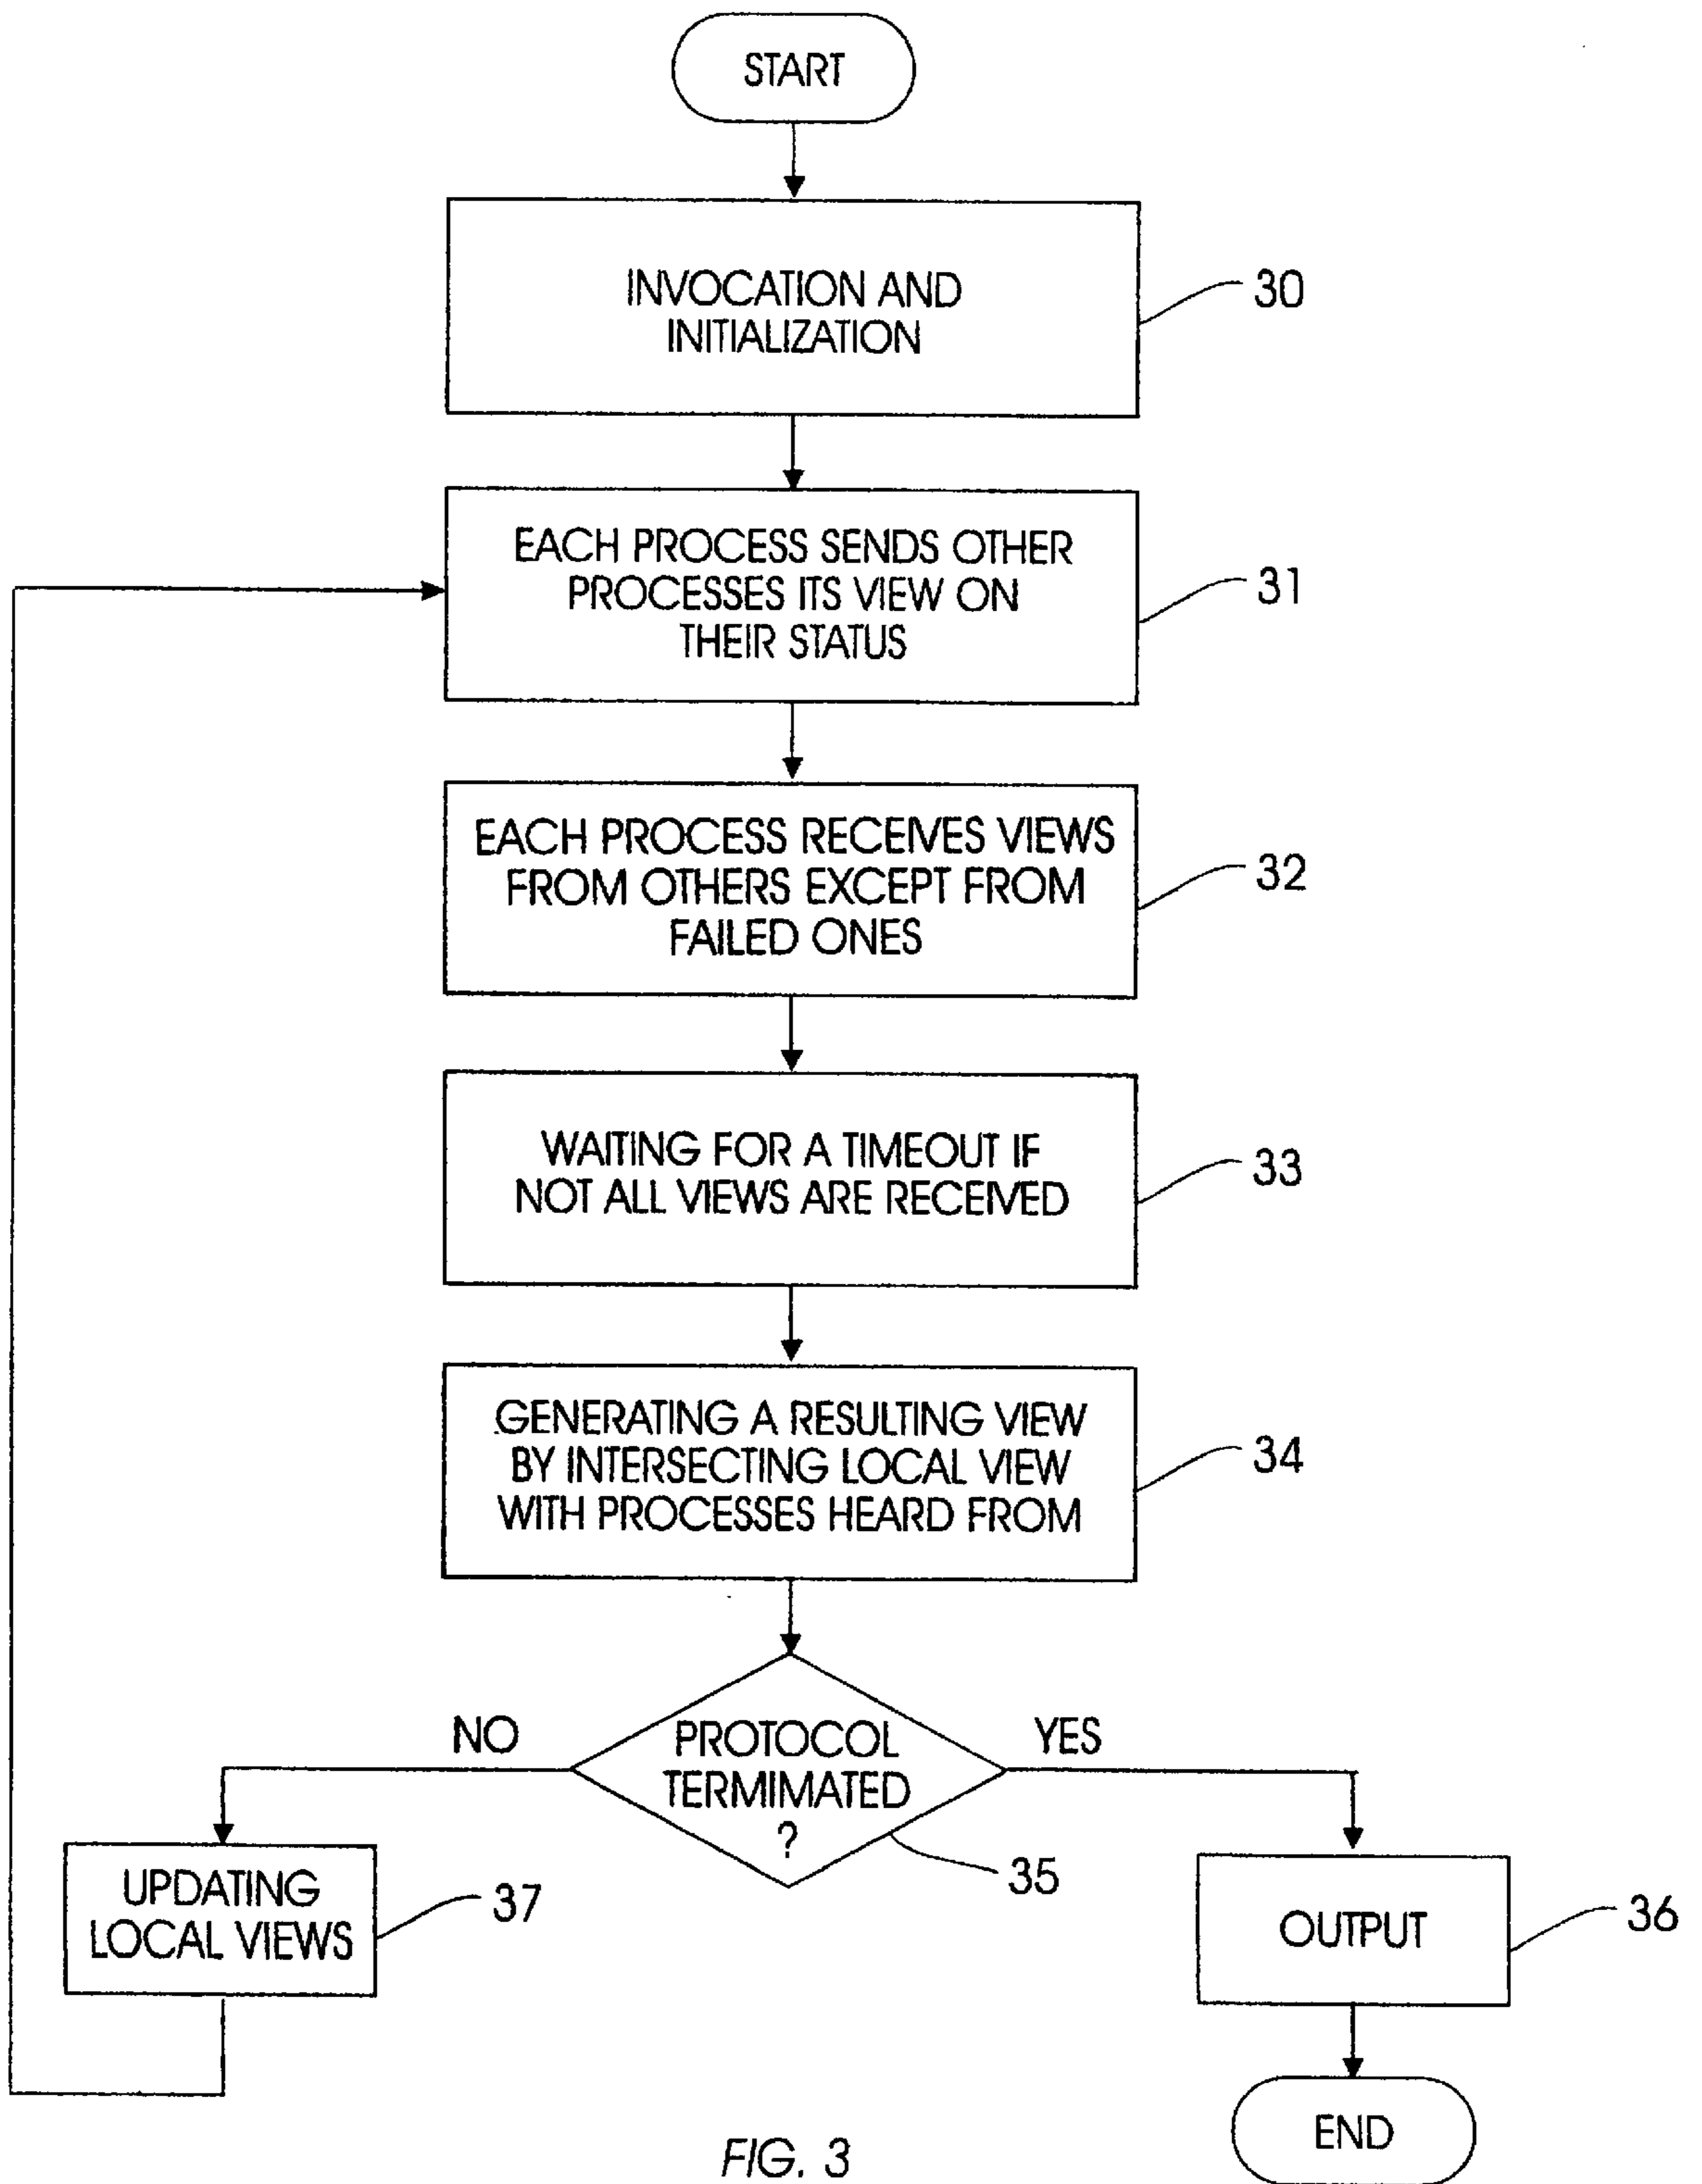 START
INVOCATION AND
INITIALIZATION
30
EACH PROCESS SENDS OTHER
PROCESSES ITS VIEW ON
THEIR STATUS
31
EACH PROCESS RECEIVES VIEWS
FROM OTHERS EXCEPT FROM
FAILED ONES
32
WAITING FOR A TIMEOUT IF
NOT ALL VIEWS ARE RECEIVED
33
GENERATING A RESULTING VIEW
BY INTERSECTING LOCAL VIEW
WITH PROCESSES HEARD FROM
34
NO
PROTOCOL
TERMIMATED
?
YES
35
UPDATING
LOCAL VIEWS
37
OUTPUT
36
END
FIG. 3